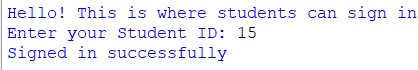 Hello! This is where students can sign in
Enter your Student ID: 15
Signed in successfully